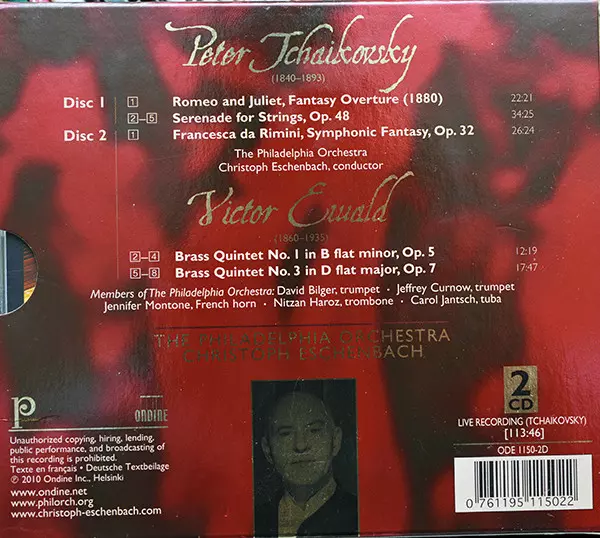 Peter Tchaikovsky
(1840-1893)
Disc 1 1 Romeo and Juliet, Fantasy Overture (1880) 22:21
2–5 Serenade for Strings, Op. 48 34:25
Disc 2 1 Francesca da Rimini, Symphonic Fantasy, Op. 32 26:24
The Philadelphia Orchestra
Christoph Eschenbach, conductor
Victor Ewald
(1860-1935)
2–4 Brass Quintet No. 1 in B flat minor, Op. 5 12:19
5–8 Brass Quintet No. 3 in D flat major, Op. 7 17:47
Members of The Philadelphia Orchestra: David Bilger, trumpet · Jeffrey Curnow, trumpet
Jennifer Montone, French horn · Nitzan Haroz, trombone · Carol Jantsch, tuba
THE PHILADELPHIA ORCHESTRA
CHRISTOPH ESCHENBACH
p
ONDINE
2
CD
LIVE RECORDING (TCHAIKOVSKY)
[113:46]
ODE 1150-2D
Unauthorized copying, hiring, lending,
public performance, and broadcasting of
this recording is prohibited.
Texte en français • Deutsche Textbeilage
℗ 2010 Ondine Inc., Helsinki
www.ondine.net
www.philorch.org
www.christoph-eschenbach.com
0 761195 115022